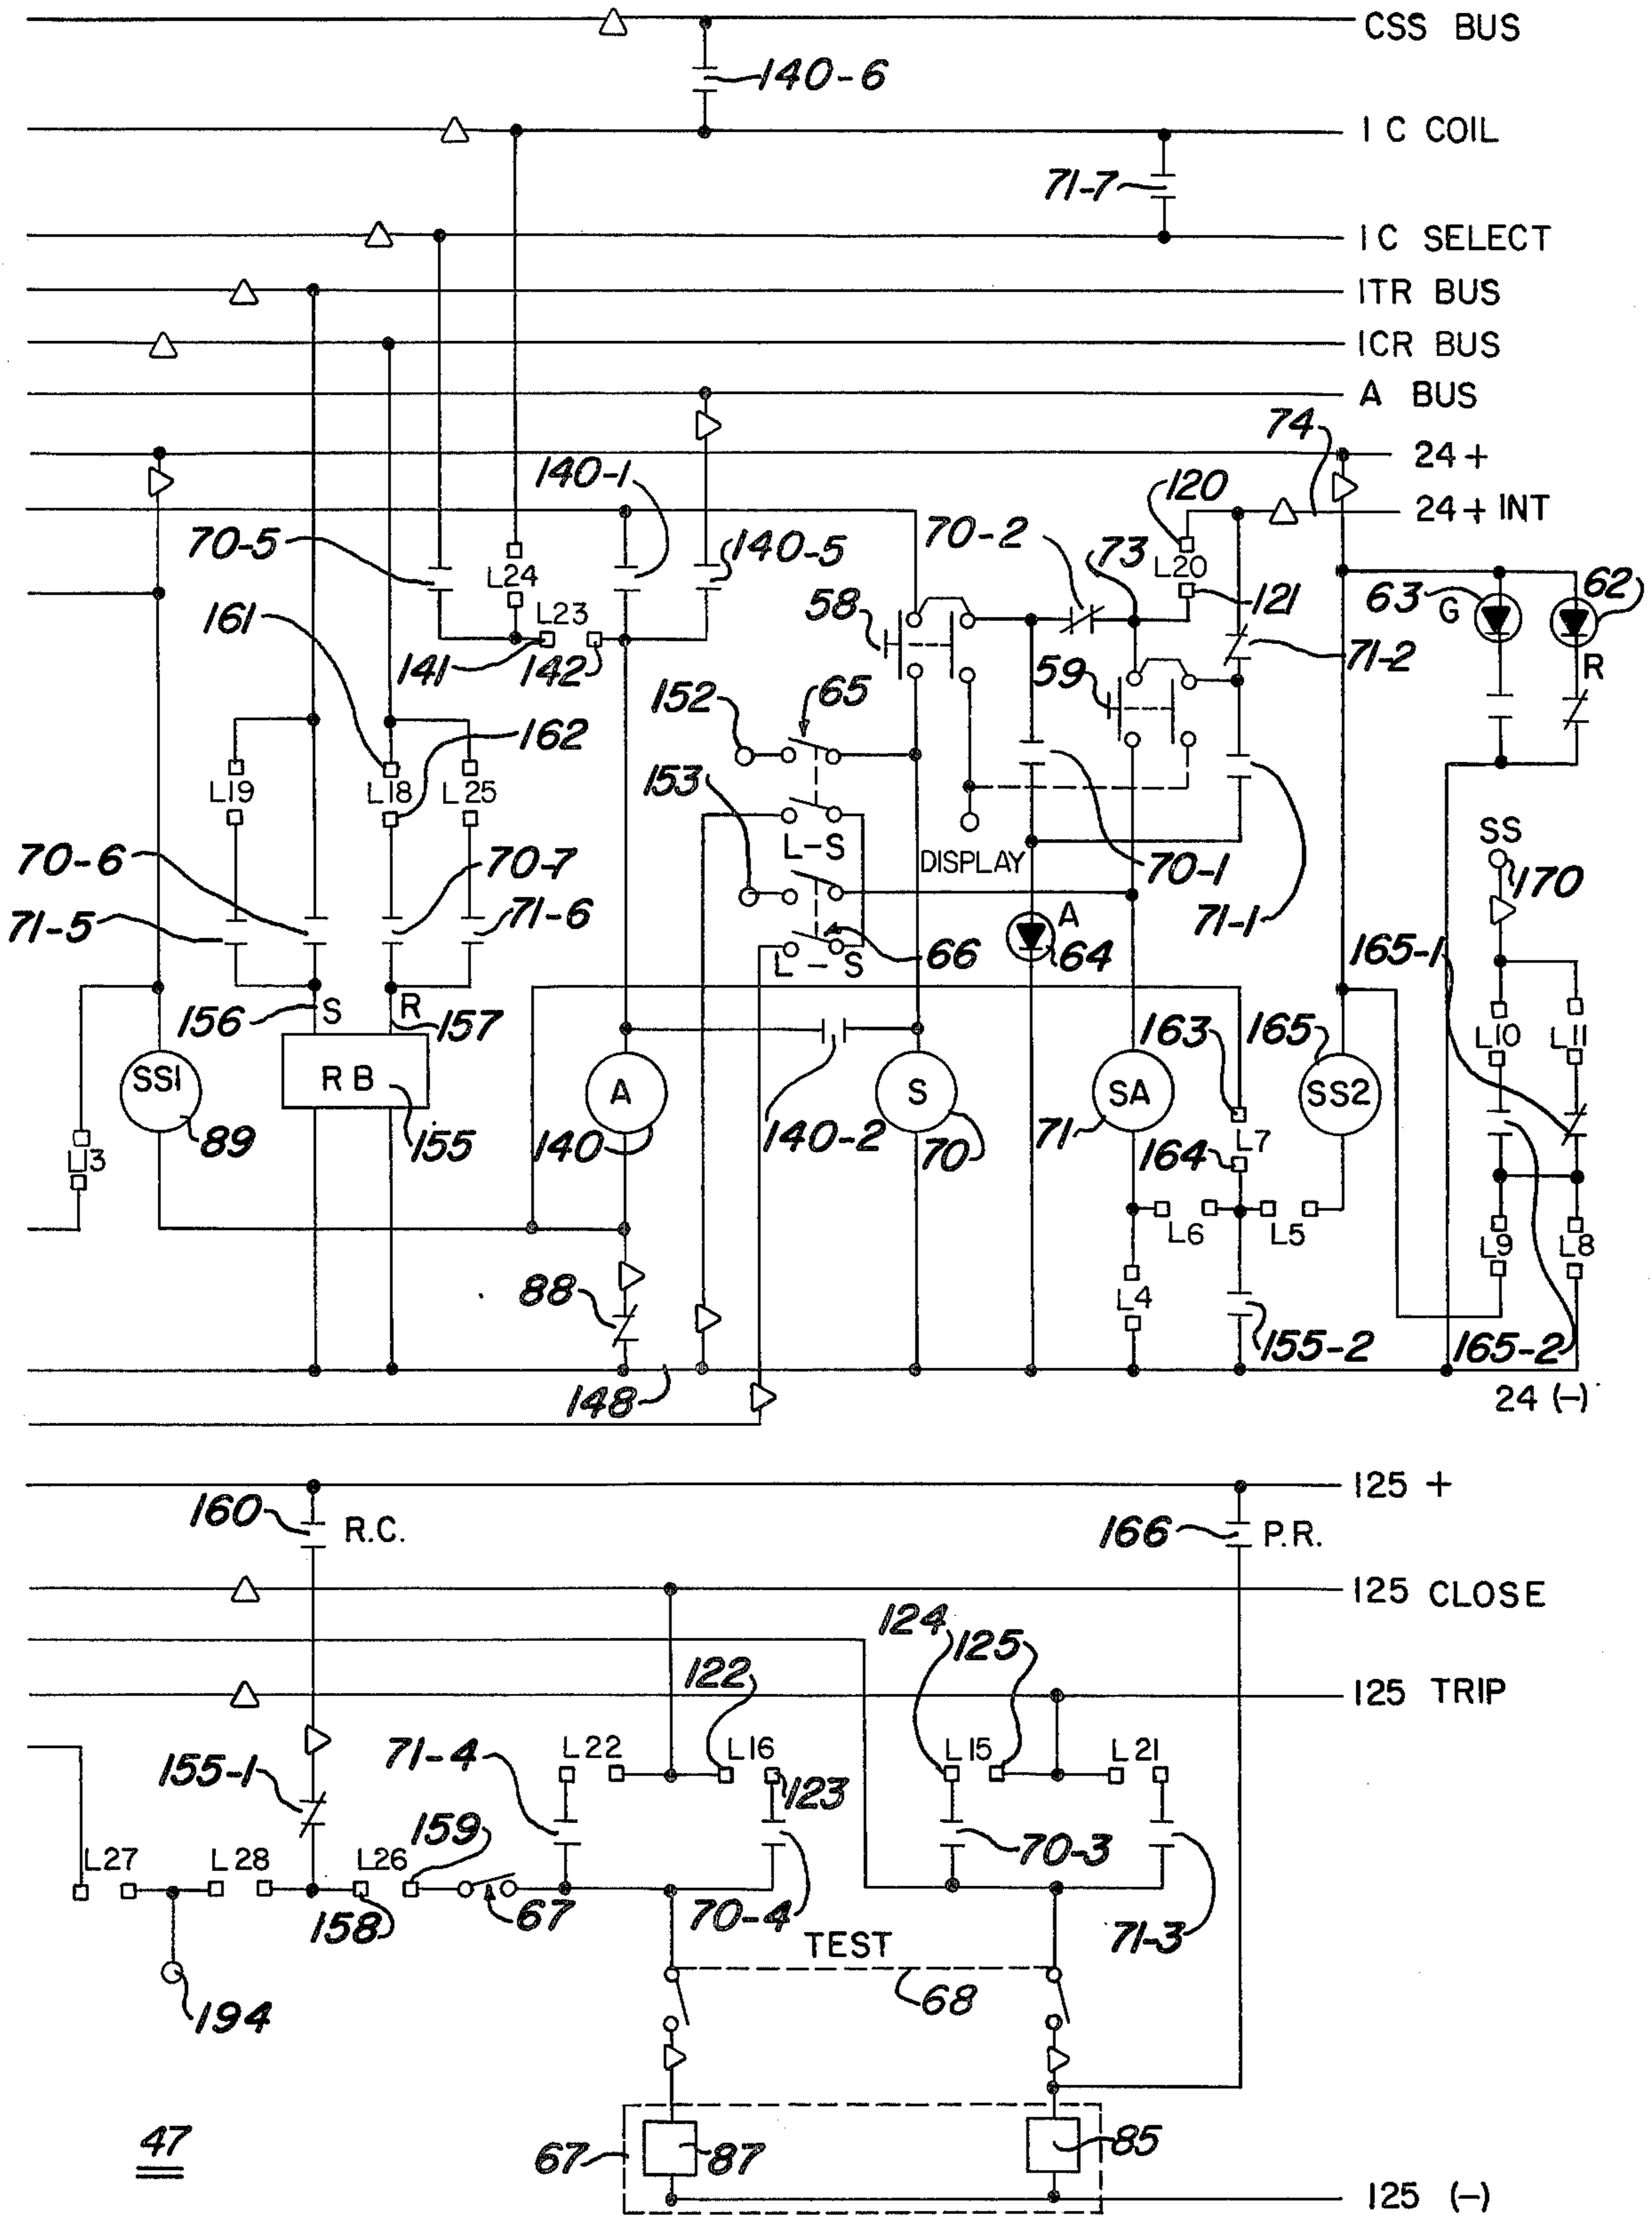 CSS BUS
140-6
1C COIL
71-7
1C SELECT
ITR BUS
ICR BUS
A BUS
74
24+
140-1
120
24+ INT
70-5
L24
140-5
70-2
73
L20
161
L23
58
121
63
G
62
141
142
59
71-2
R
152
65
162
L19
L18
L25
153
L-S
SS
DISPLAY
70-1
170
70-6
70-7
71-5
71-6
A
64
71-1
165-1
L-S
66
156
S
R
157
163
165
L10
L11
SS1
RB
A
S
SA
SS2
89
155
140
140-2
70
71
L7
164
L13
L6
L5
L9
L8
88
L4
155-2
165-2
148
24 (-)
125 +
160
R.C.
166
P.R.
125 CLOSE
124
125
122
125 TRIP
155-1
71-4
L22
L16
L15
L21
123
159
70-3
L27
L28
L26
158
67
70-4
71-3
TEST
68
194
47
67
87
85
125 (-)